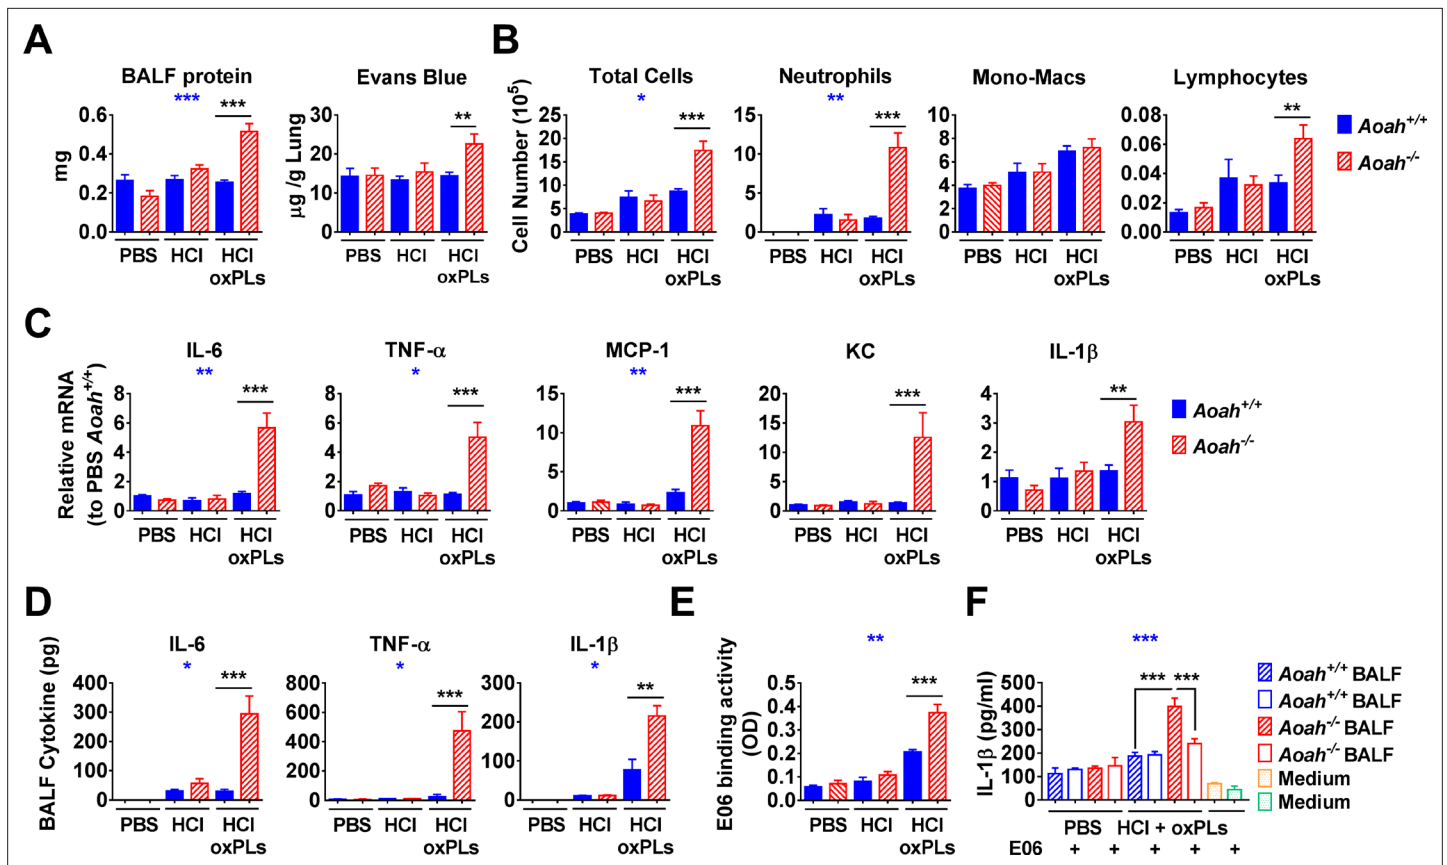 A
BALF protein
***
***
mg
0.6
0.4
0.2
0.0
PBS
HCl
HCl
oxPLs
Evans Blue
**
µg /g Lung
30
20
10
0
PBS
HCl
HCl
oxPLs
B
Total Cells
*
***
Cell Number (10⁵)
25
20
15
10
5
0
PBS
HCl
HCl
oxPLs
Neutrophils
**
***
15
10
5
0
PBS
HCl
HCl
oxPLs
Mono-Macs
10
8
6
4
2
0
PBS
HCl
HCl
oxPLs
Lymphocytes
**
0.08
0.06
0.04
0.02
0.00
PBS
HCl
HCl
oxPLs
Aoah+/+
Aoah-/-
C
Relative mRNA
(to PBS Aoah+/+)
IL-6
**
***
8
6
4
2
0
PBS
HCl
HCl
oxPLs
TNF-α
*
***
8
6
4
2
0
PBS
HCl
HCl
oxPLs
MCP-1
**
***
15
10
5
0
PBS
HCl
HCl
oxPLs
KC
***
20
15
10
5
0
PBS
HCl
HCl
oxPLs
IL-1β
**
4
3
2
1
0
PBS
HCl
HCl
oxPLs
Aoah+/+
Aoah-/-
D
BALF Cytokine (pg)
IL-6
*
***
400
300
200
100
0
PBS
HCl
HCl
oxPLs
TNF-α
*
***
800
600
400
200
0
PBS
HCl
HCl
oxPLs
IL-1β
*
**
300
200
100
0
PBS
HCl
HCl
oxPLs
E
E06 binding activity
(OD)
**
***
0.5
0.4
0.3
0.2
0.1
0.0
PBS
HCl
HCl
oxPLs
F
***
*** ***
IL-1β (pg/ml)
500
400
300
200
100
0
PBS HCl + oxPLs
E06 + + + +
Aoah+/+ BALF
Aoah+/+ BALF
Aoah-/- BALF
Aoah-/- BALF
Medium
Medium